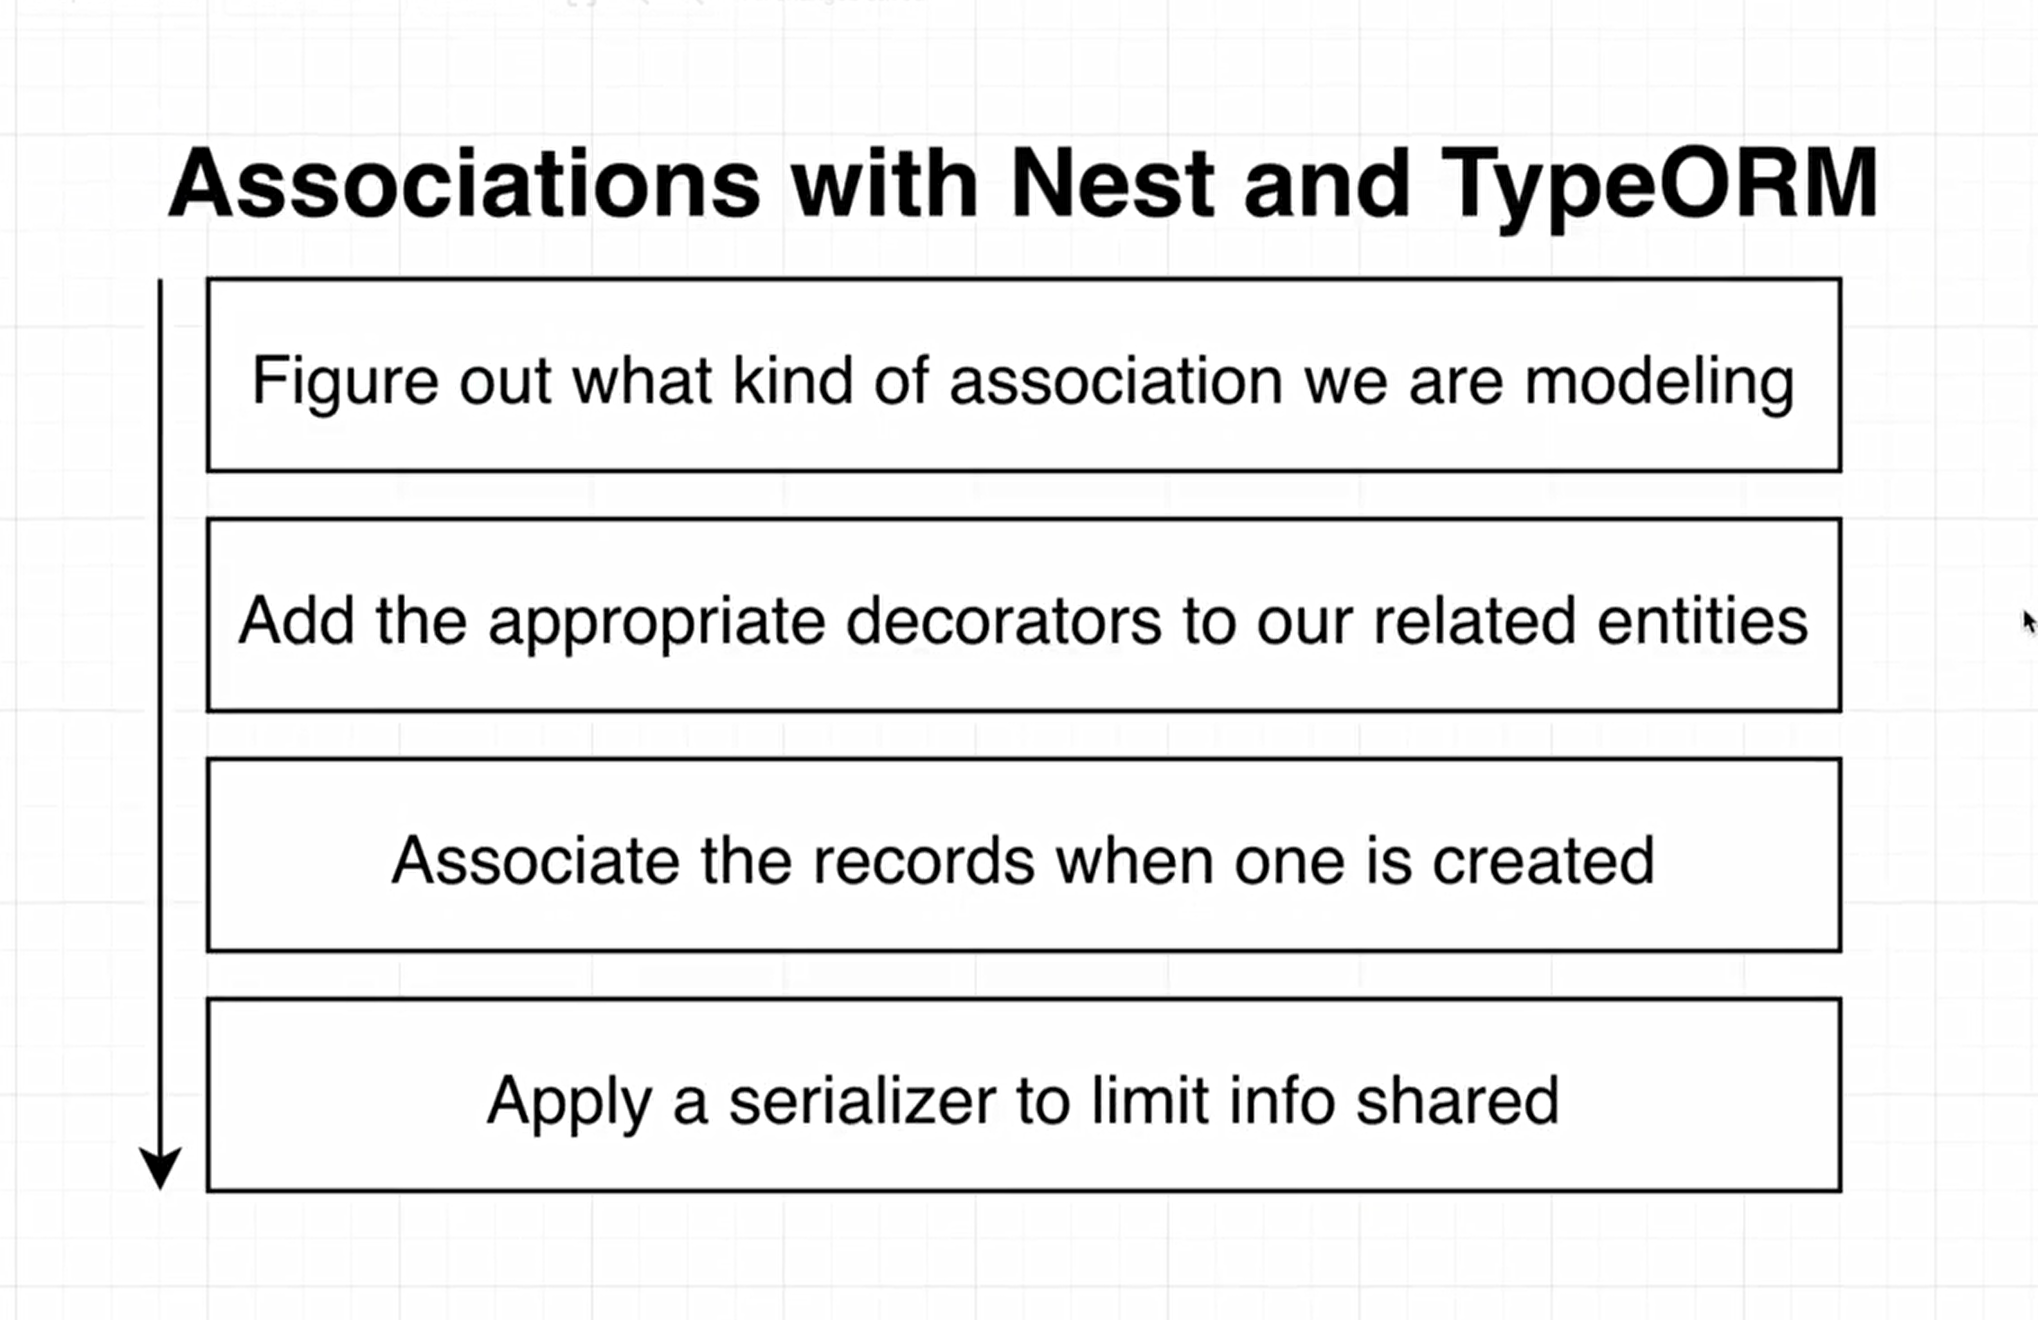 Associations with Nest and TypeORM
Figure out what kind of association we are modeling
Add the appropriate decorators to our related entities
Associate the records when one is created
Apply a serializer to limit info shared